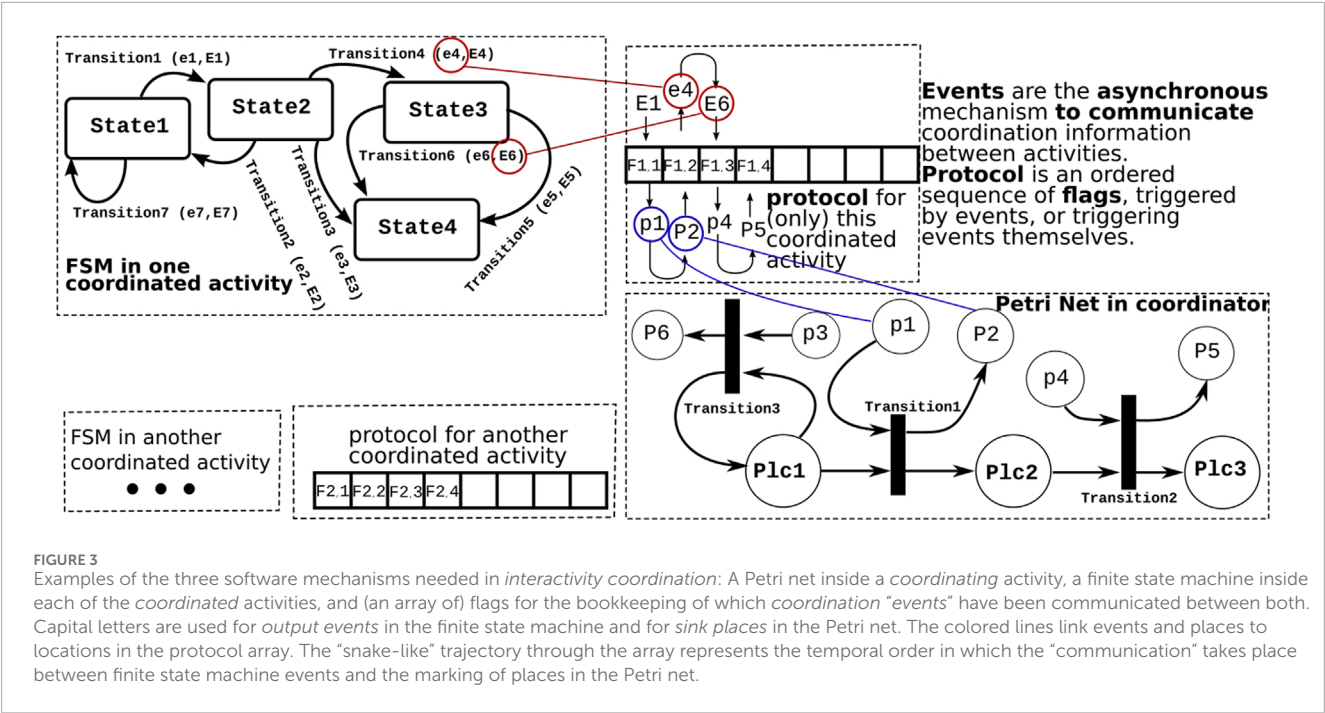 Transition1 (e1,E1)
Transition4 (e4,E4)
State1
State2
State3
Transition6 (e6,E6)
Transition7 (e7,E7)
Transition2 (e2,E2)
Transition3 (e3,E3)
State4
Transition5 (e5,E5)
FSM in one
coordinated activity
E1
e4
E6
F1.1 F1.2 F1.3 F1.4
p1
P2
p4
P5
protocol for
(only) this
coordinated
activity
Events are the asynchronous
mechanism to communicate
coordination information
between activities.
Protocol is an ordered
sequence of flags, triggered
by events, or triggering
events themselves.
Petri Net in coordinator
P6
p3
p1
P2
p4
P5
Transition3
Transition1
Plc1
Plc2
Plc3
Transition2
FSM in another
coordinated activity
protocol for another
coordinated activity
F2.1 F2.2 F2.3 F2.4
FIGURE 3
Examples of the three software mechanisms needed in interactivity coordination: A Petri net inside a coordinating activity, a finite state machine inside
each of the coordinated activities, and (an array of) flags for the bookkeeping of which coordination "events" have been communicated between both.
Capital letters are used for output events in the finite state machine and for sink places in the Petri net. The colored lines link events and places to
locations in the protocol array. The "snake-like" trajectory through the array represents the temporal order in which the "communication" takes place
between finite state machine events and the marking of places in the Petri net.